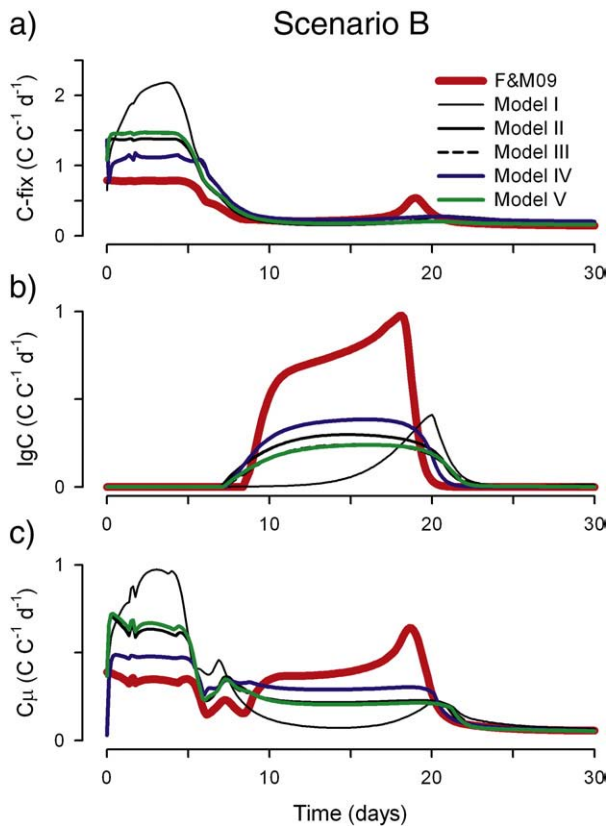 a) Scenario B
C-fix (C C⁻¹ d⁻¹)
2
1
0
F&M09
Model I
Model II
Model III
Model IV
Model V
0 10 20 30
b)
IgC (C C⁻¹ d⁻¹)
1
0
0 10 20 30
c)
Cμ (C C⁻¹ d⁻¹)
1
0
0 10 20 30
Time (days)